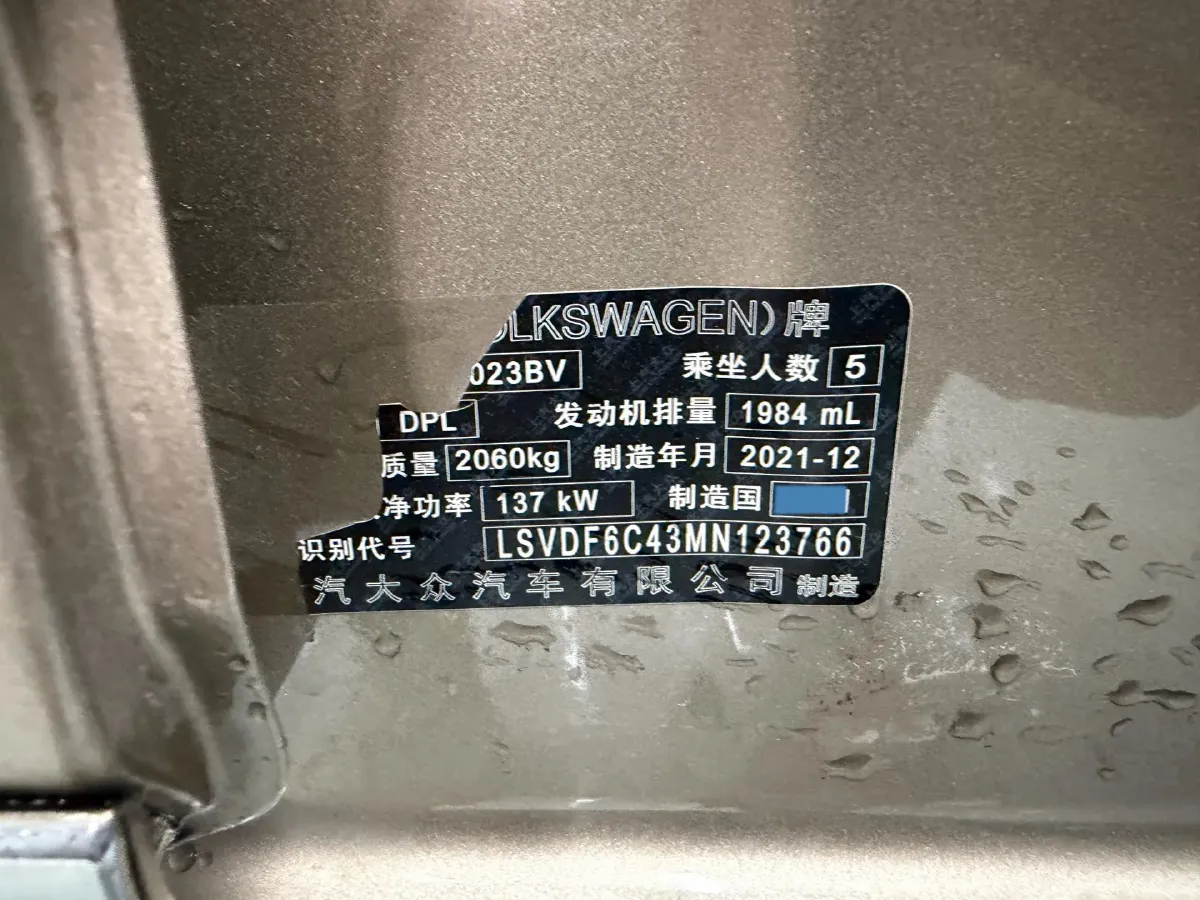 LKSWAGEN)牌
023BV 乘坐人数 5
DPL 发动机排量 1984 mL
质量 2060kg 制造年月 2021-12
净功率 137 kW 制造国
识别代号 LSVDF6C43MN123766
汽大众汽车有限公司 制造